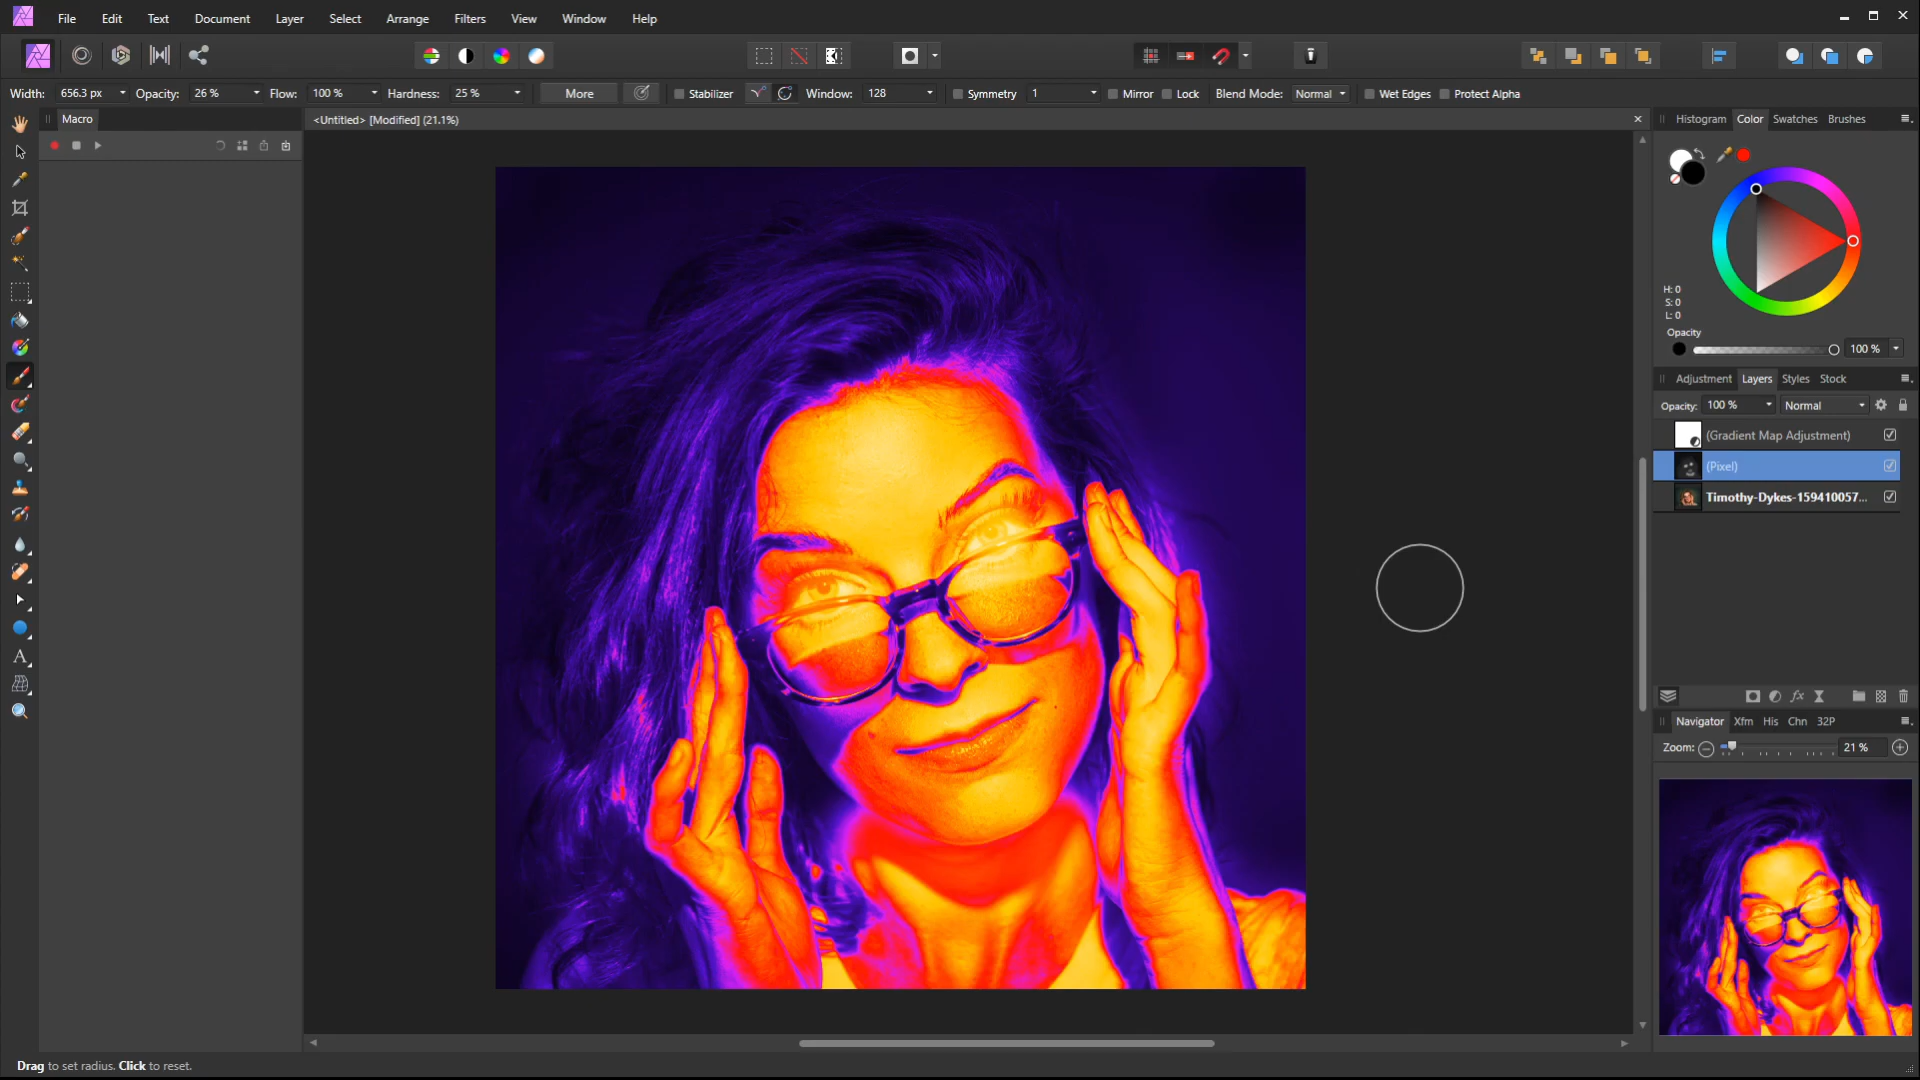 File Edit Text Document Layer Select Arrange Filters View Window Help
Width: 656.3 px Opacity: 26 % Flow: 100 % Hardness: 25 % More Stabilizer Window: 128 Symmetry 1 Mirror Lock Blend Mode: Normal Wet Edges Protect Alpha
Macro
<Untitled> [Modified] (21.1%)
Histogram Color Swatches Brushes
H: 0
S: 0
L: 0
Opacity
100 %
Adjustment Layers Styles Stock
Opacity: 100 % Normal
(Gradient Map Adjustment)
(Pixel)
Timothy-Dykes-159410057...
fx
Navigator Xfm His Chn 32P
Zoom: 21 %
A
Drag to set radius. Click to reset.